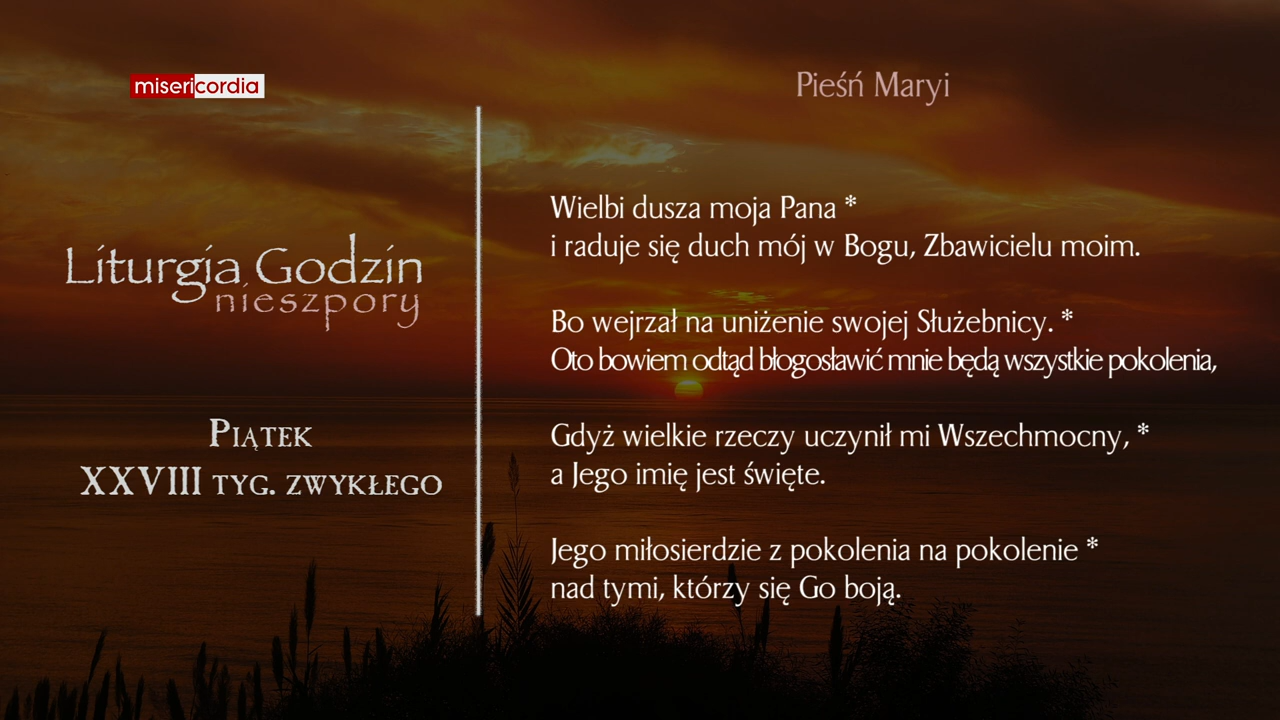 misericordia
Liturgia Godzin
nieszpory
Piątek
XXVIII tyg. zwykłego
Pieśń Maryi
Wielbi dusza moja Pana *
i raduje się duch mój w Bogu, Zbawicielu moim.
Bo wejrzał na uniżenie swojej Służebnicy. *
Oto bowiem odtąd błogosławić mnie będą wszystkie pokolenia,
Gdyż wielkie rzeczy uczynił mi Wszechmocny, *
a Jego imię jest święte.
Jego miłosierdzie z pokolenia na pokolenie *
nad tymi, którzy się Go boją.